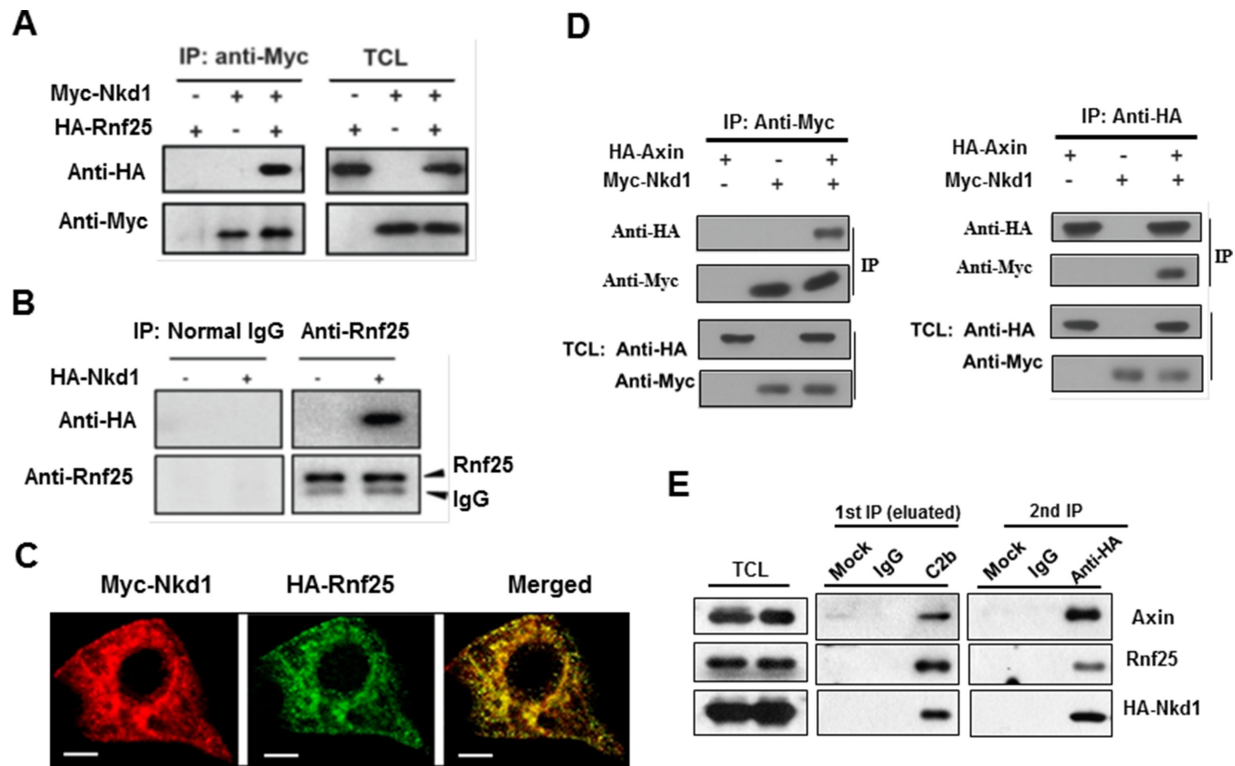 A
IP: anti-Myc TCL
Myc-Nkd1 - + + - + +
HA-Rnf25 + - + + - +
Anti-HA
Anti-Myc
B
IP: Normal IgG Anti-Rnf25
HA-Nkd1 - + - +
Anti-HA
Anti-Rnf25
Rnf25
IgG
C
Myc-Nkd1 HA-Rnf25 Merged
D
IP: Anti-Myc
HA-Axin + - +
Myc-Nkd1 - + +
Anti-HA
Anti-Myc
IP
TCL: Anti-HA
Anti-Myc
IP: Anti-HA
HA-Axin + - +
Myc-Nkd1 - + +
Anti-HA
Anti-Myc
IP
TCL: Anti-HA
Anti-Myc
E
1st IP (eluated) 2nd IP
TCL Mock IgG C2b Mock IgG Anti-HA
Axin
Rnf25
HA-Nkd1